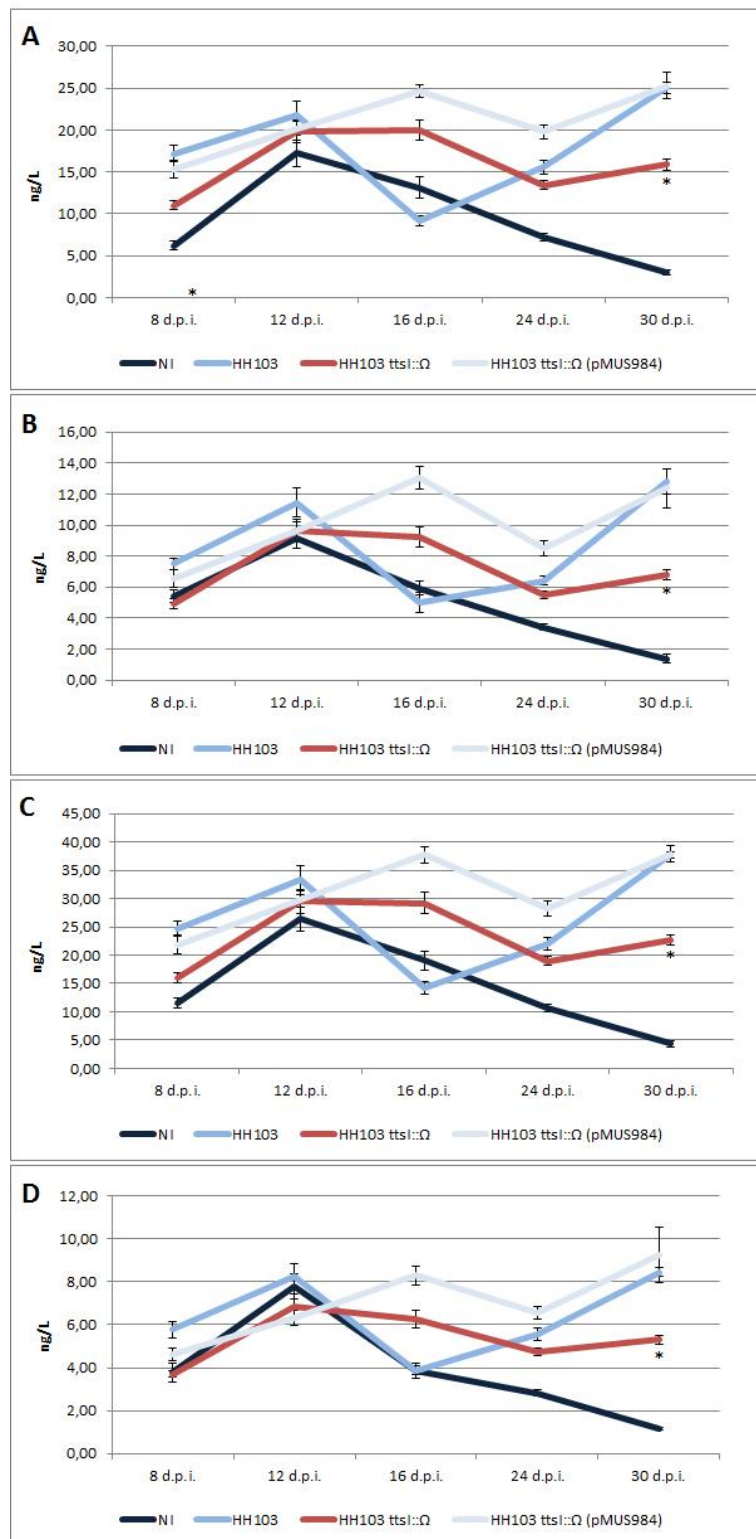 A
30,00
25,00
20,00
15,00
10,00
5,00
0,00
ng/L
*
*
8 d.p.i. 12 d.p.i. 16 d.p.i. 24 d.p.i. 30 d.p.i.
NI HH103 HH103 ttsI::Ω HH103 ttsI::Ω (pMUS984)
B
16,00
14,00
12,00
10,00
8,00
6,00
4,00
2,00
0,00
ng/L
*
8 d.p.i. 12 d.p.i. 16 d.p.i. 24 d.p.i. 30 d.p.i.
NI HH103 HH103 ttsI::Ω HH103 ttsI::Ω (pMUS984)
C
45,00
40,00
35,00
30,00
25,00
20,00
15,00
10,00
5,00
0,00
ng/L
*
8 d.p.i. 12 d.p.i. 16 d.p.i. 24 d.p.i. 30 d.p.i.
NI HH103 HH103 ttsI::Ω HH103 ttsI::Ω (pMUS984)
D
12,00
10,00
8,00
6,00
4,00
2,00
0,00
ng/L
*
8 d.p.i. 12 d.p.i. 16 d.p.i. 24 d.p.i. 30 d.p.i.
NI HH103 HH103 ttsI::Ω HH103 ttsI::Ω (pMUS984)